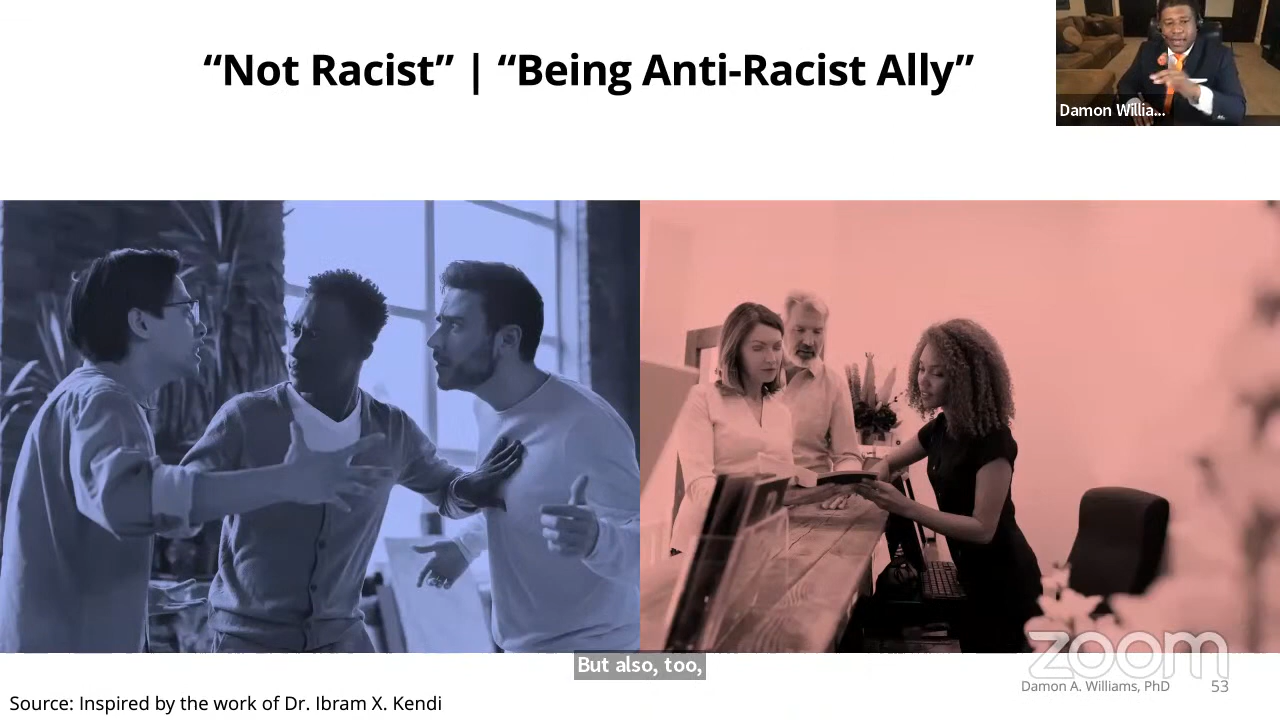 “Not Racist” | “Being Anti-Racist Ally”
Damon Willia...
But also, too,
zoom
Damon A. Williams, PhD
53
Source: Inspired by the work of Dr. Ibram X. Kendi